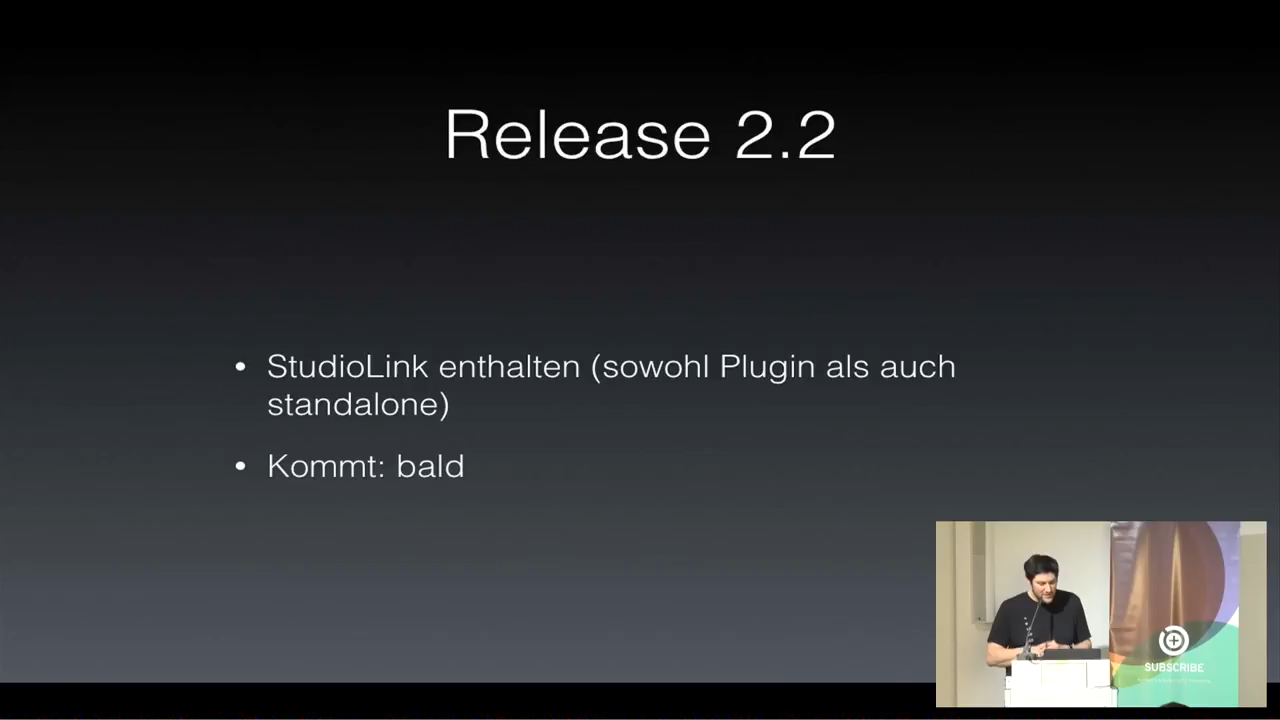 Release 2.2
• StudioLink enthalten (sowohl Plugin als auch
standalone)
• Kommt: bald
SUBSCRIBE